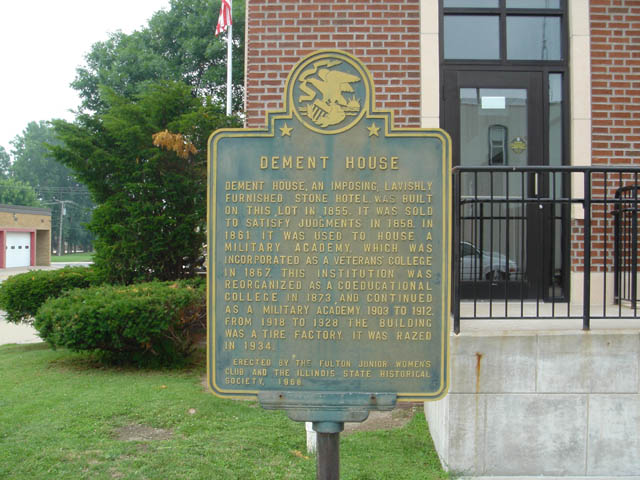 DEMENT HOUSE
DEMENT HOUSE, AN IMPOSING, LAVISHLY
FURNISHED STONE HOTEL WAS BUILT
ON THIS LOT IN 1855. IT WAS SOLD
TO SATISFY JUDGMENTS IN 1858. IN
1861 IT WAS USED TO HOUSE A
MILITARY ACADEMY WHICH WAS
INCORPORATED AS A VETERANS COLLEGE
IN 1867. THIS INSTITUTION WAS
REORGANIZED AS A COEDUCATIONAL
COLLEGE IN 1873 AND CONTINUED
AS A MILITARY ACADEMY 1903 TO 1912.
FROM 1918 TO 1928 THE BUILDING
WAS A TIRE FACTORY. IT WAS RAZED
IN 1934.
ERECTED BY THE FULTON JUNIOR WOMEN'S
CLUB AND THE ILLINOIS STATE HISTORICAL
SOCIETY, 1968